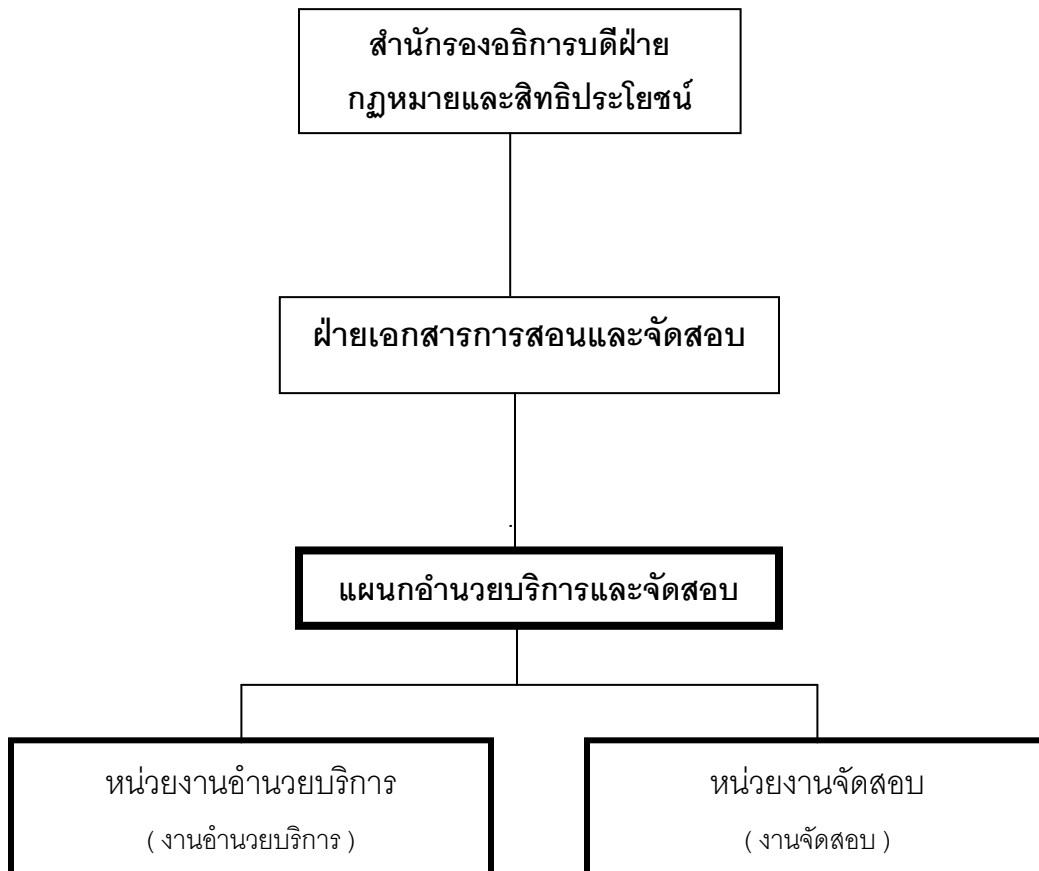 สำนักรองอธิการบดีฝ่าย
กฎหมายและสิทธิประโยชน์
ฝ่ายเอกสารการสอนและจัดสอบ
แผนกอำนวยบริการและจัดสอบ
หน่วยงานอำนวยบริการ
( งานอำนวยบริการ )
หน่วยงานจัดสอบ
( งานจัดสอบ )